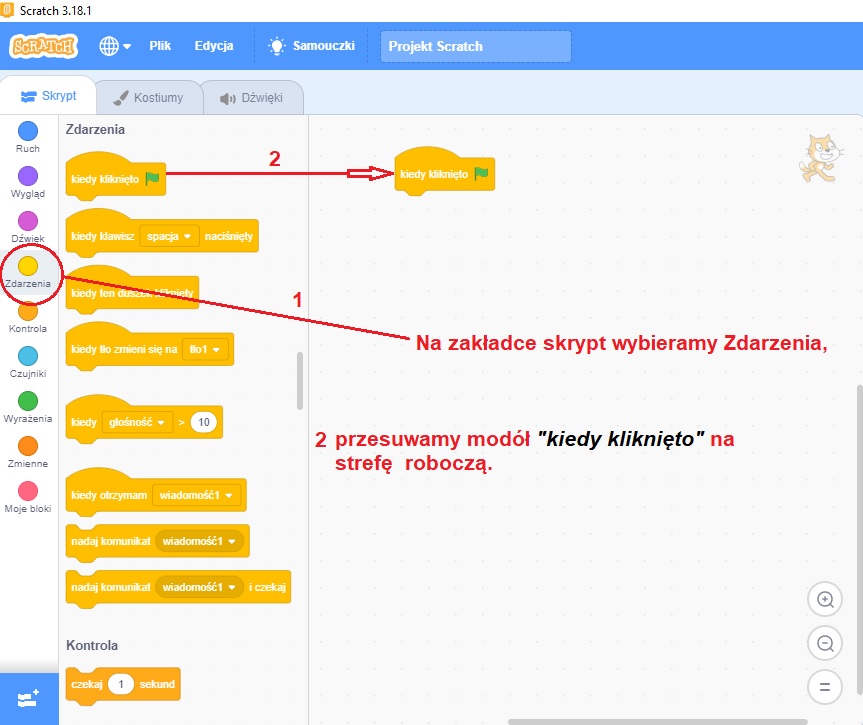 Scratch 3.18.1
SCRATCH
Plik
Edycja
Samouczki
Projekt Scratch
Skrypt
Kostiumy
Dźwięki
Ruch
Wygląd
Dźwięk
Zdarzenia
Kontrola
Czujniki
Wyrażenia
Zmienne
Moje bloki
Zdarzenia
kiedy kliknięto
2
kiedy kliknięto
kiedy klawisz spacja naciśnięty
kiedy ten duszek kliknięty
1
kiedy tło zmieni się na tło1
Na zakładce skrypt wybieramy Zdarzenia,
kiedy głośność > 10
2 przesuwamy modół "kiedy kliknięto" na
strefę roboczą.
kiedy otrzymam wiadomość1
nadaj komunikat wiadomość1
nadaj komunikat wiadomość1 i czekaj
Kontrola
czekaj 1 sekund